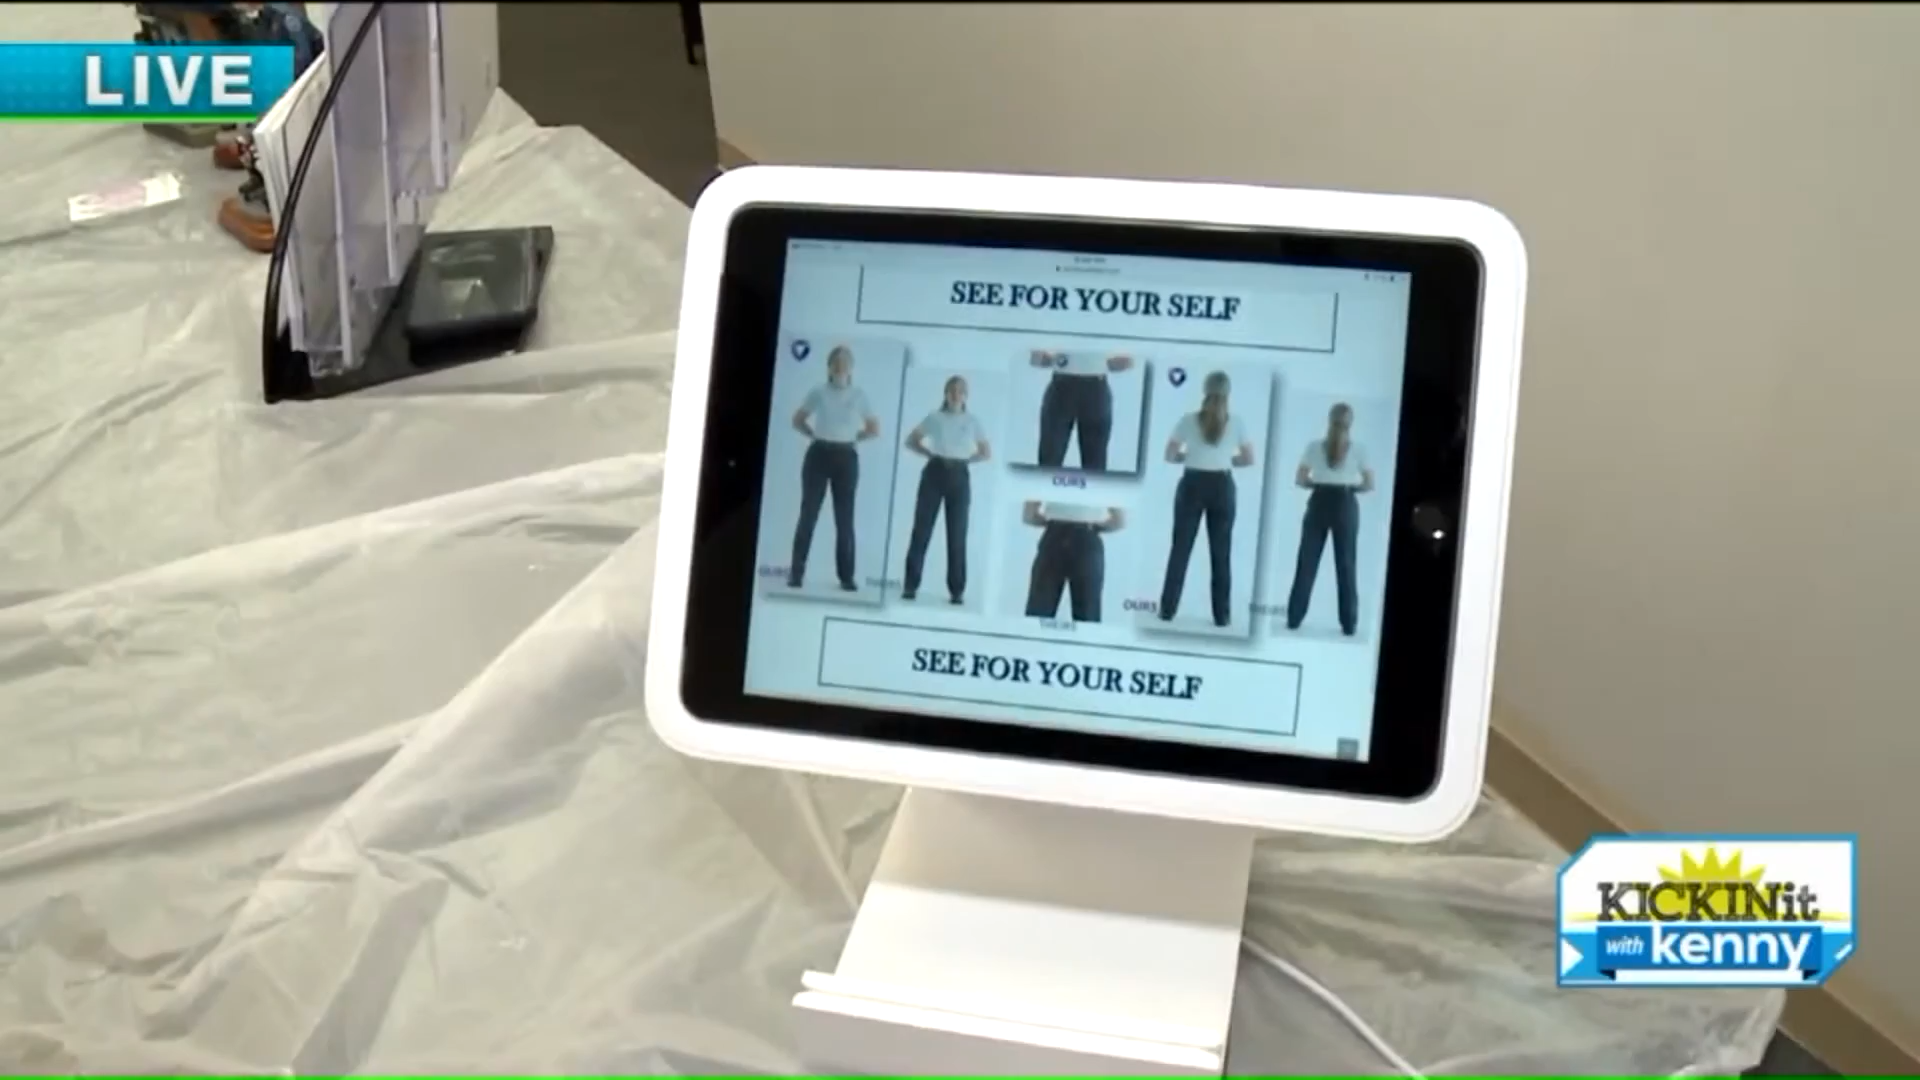 LIVE
SEE FOR YOUR SELF
OURS
OURS
THEIRS
OURS
THEIRS
THEIRS
SEE FOR YOUR SELF
KICKINit
with kenny